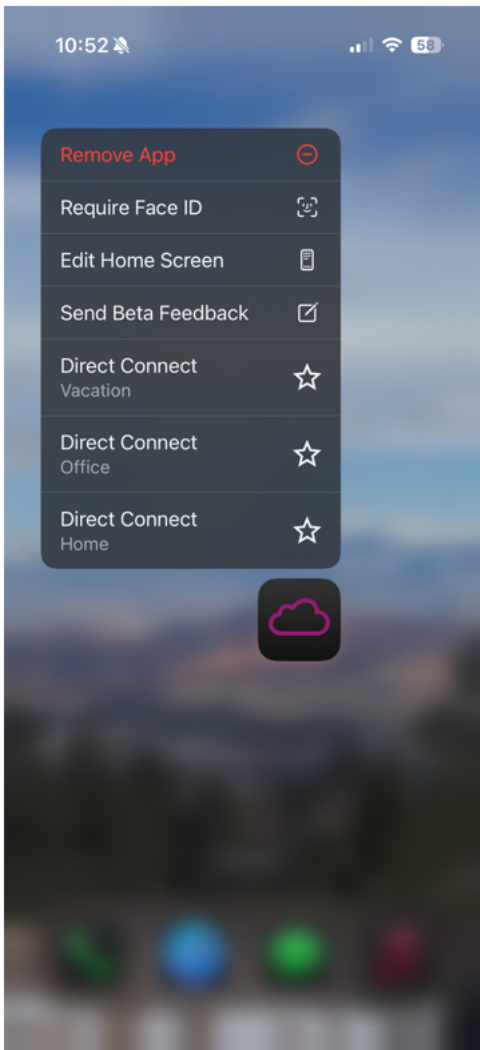 10:52
58
Remove App
Require Face ID
Edit Home Screen
Send Beta Feedback
Direct Connect
Vacation
Direct Connect
Office
Direct Connect
Home